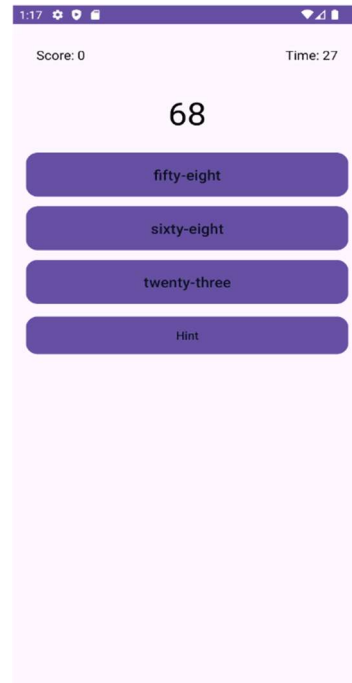 1:17
Score: 0 Time: 27
68
fifty-eight
sixty-eight
twenty-three
Hint